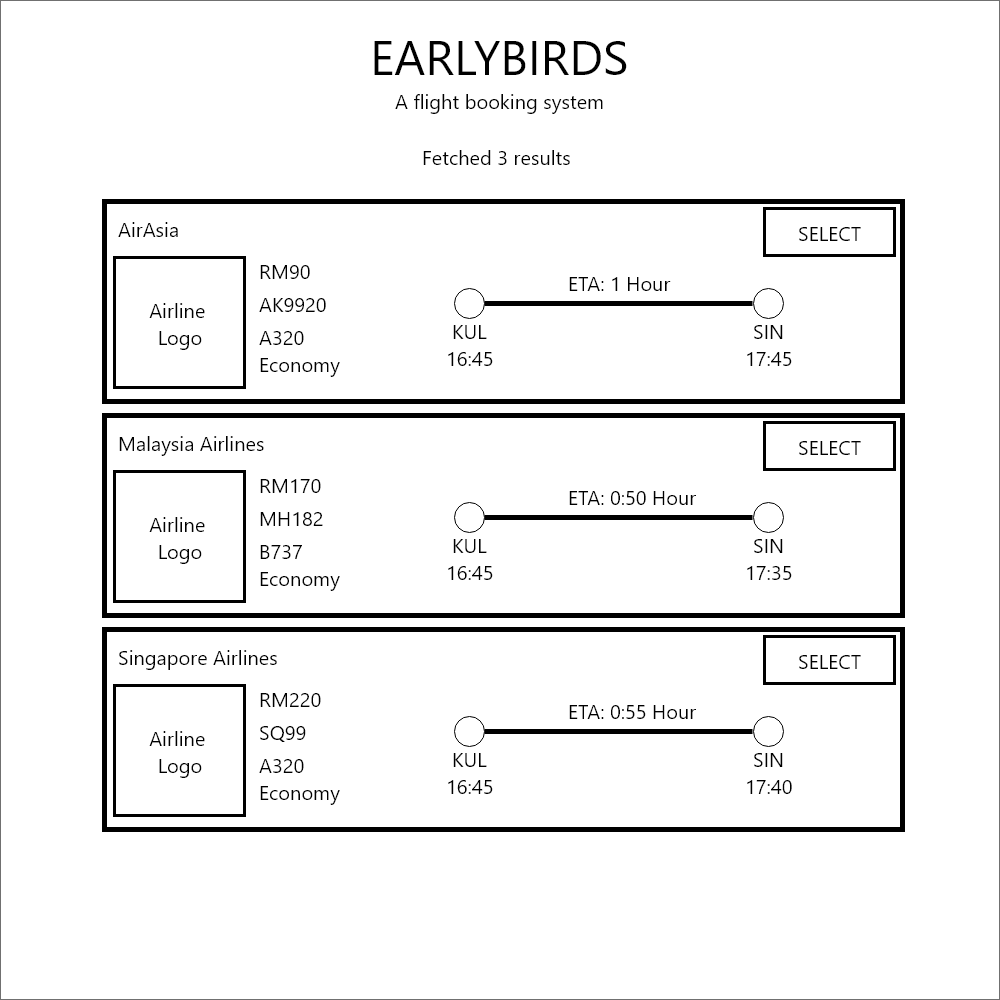 EARLYBIRDS
A flight booking system
Fetched 3 results
AirAsia
SELECT
Airline
Logo
RM90
AK9920
A320
Economy
ETA: 1 Hour
KUL
16:45
SIN
17:45
Malaysia Airlines
SELECT
Airline
Logo
RM170
MH182
B737
Economy
ETA: 0:50 Hour
KUL
16:45
SIN
17:35
Singapore Airlines
SELECT
Airline
Logo
RM220
SQ99
A320
Economy
ETA: 0:55 Hour
KUL
16:45
SIN
17:40